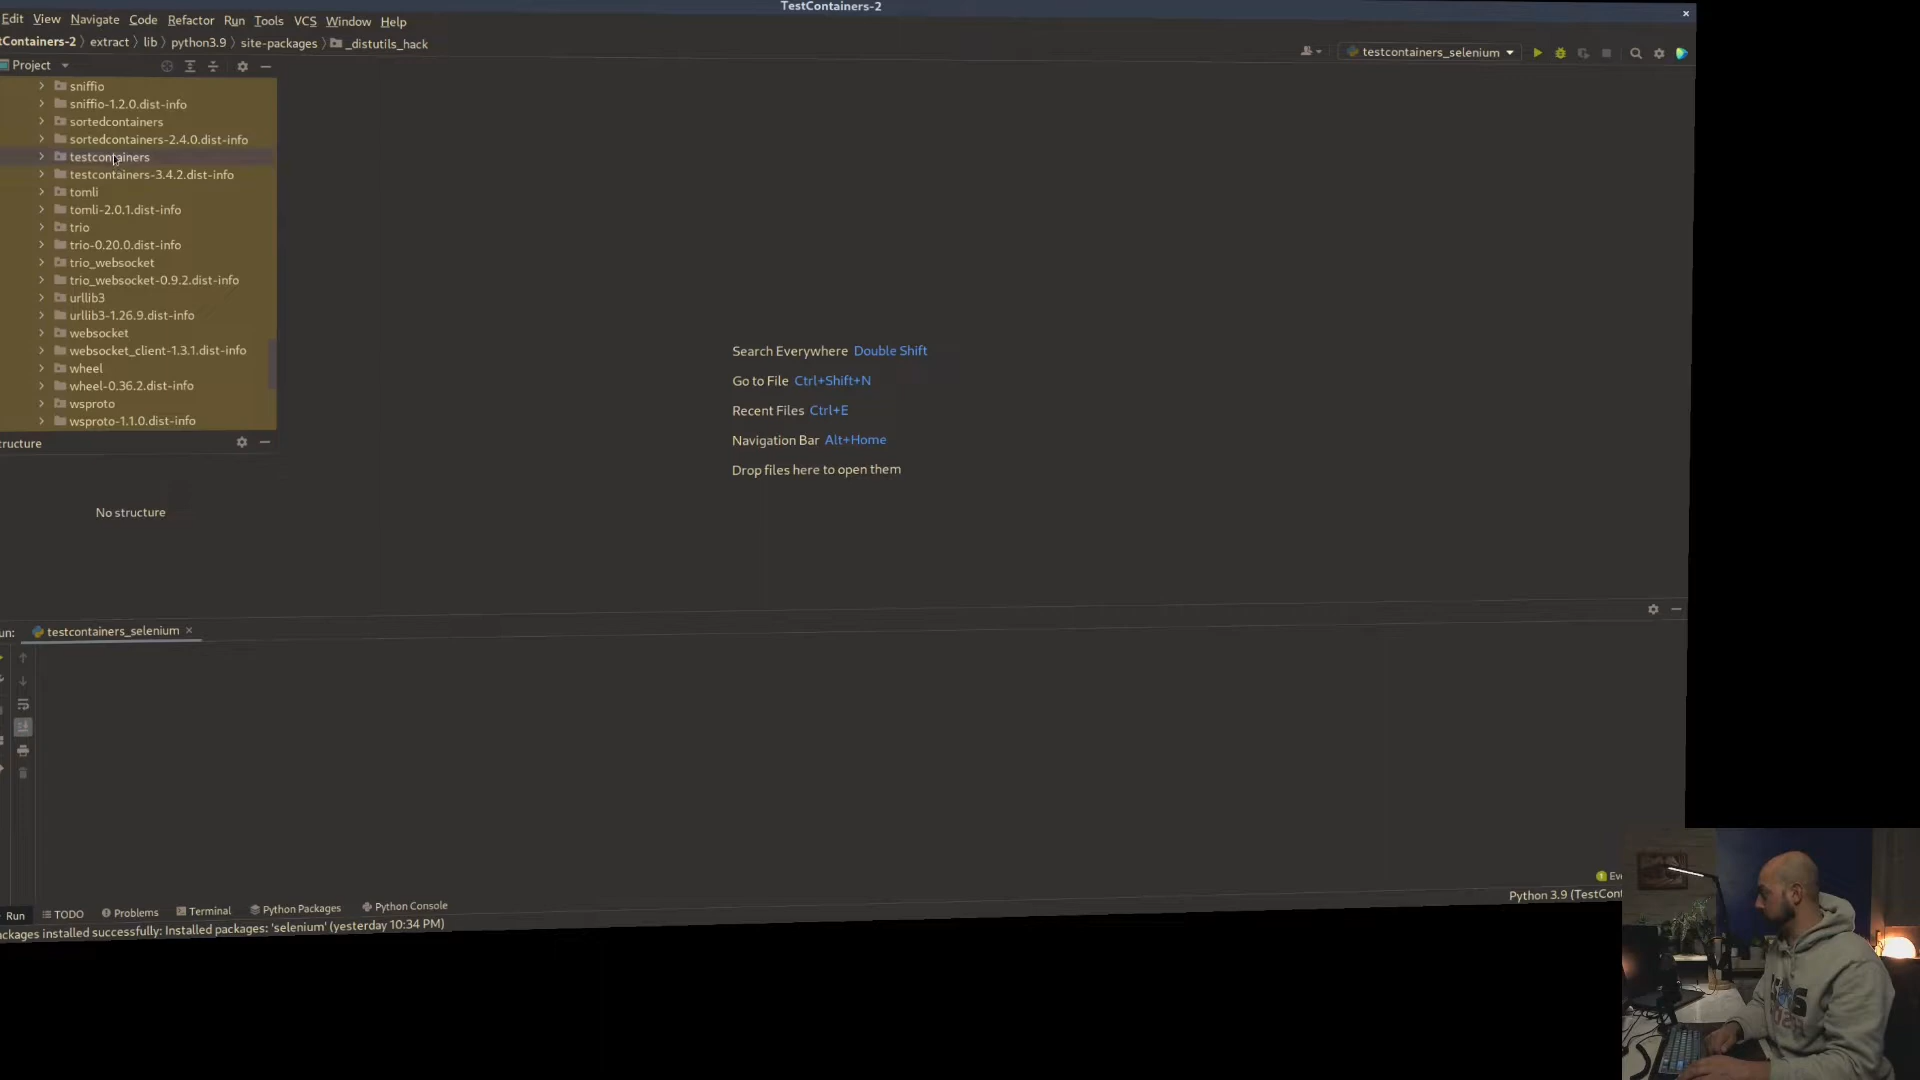 TestContainers-2
Edit View Navigate Code Refactor Run Tools VCS Window Help
tContainers-2 extract lib python3.9 site-packages _distutils_hack
testcontainers_selenium
Project
sniffio
sniffio-1.2.0.dist-info
sortedcontainers
sortedcontainers-2.4.0.dist-info
testcontainers
testcontainers-3.4.2.dist-info
tomli
tomli-2.0.1.dist-info
trio
trio-0.20.0.dist-info
trio_websocket
trio_websocket-0.9.2.dist-info
urllib3
urllib3-1.26.9.dist-info
websocket
websocket_client-1.3.1.dist-info
wheel
wheel-0.36.2.dist-info
wsproto
wsproto-1.1.0.dist-info
Search Everywhere Double Shift
Go to File Ctrl+Shift+N
Recent Files Ctrl+E
Navigation Bar Alt+Home
Drop files here to open them
ructure
No structure
un: testcontainers_selenium
Eve
Python 3.9 (TestCont
Run TODO Problems Terminal Python Packages Python Console
ackages installed successfully: Installed packages: 'selenium' (yesterday 10:34 PM)